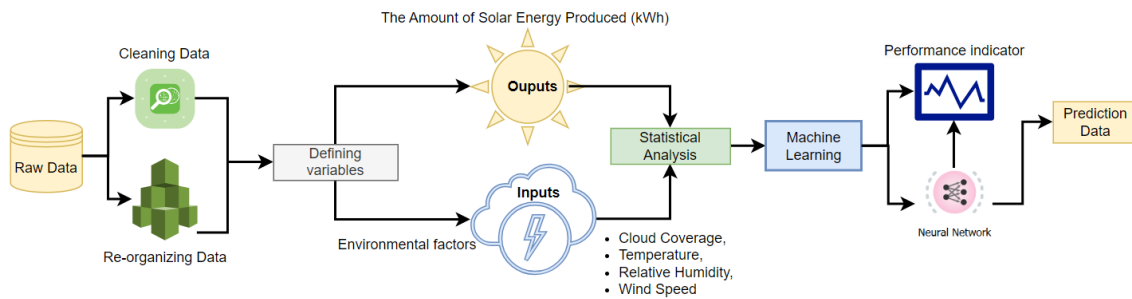 The Amount of Solar Energy Produced (kWh)
Cleaning Data
Performance indicator
Ouputs
Raw Data
Defining
variables
Statistical
Analysis
Machine
Learning
Prediction
Data
Inputs
Neural Network
Environmental factors
Re-organizing Data
• Cloud Coverage,
• Temperature,
• Relative Humidity,
• Wind Speed